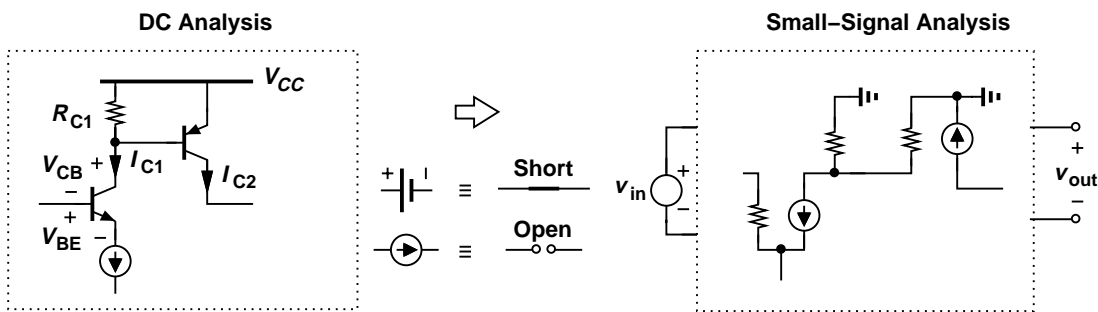 DC Analysis
Small–Signal Analysis
V_CC
R_C1
V_CB
+
I_C1
I_C2
−
+
V_BE
−
+
I
≡
Short
≡
Open
v_in
+
−
v_out
+
−